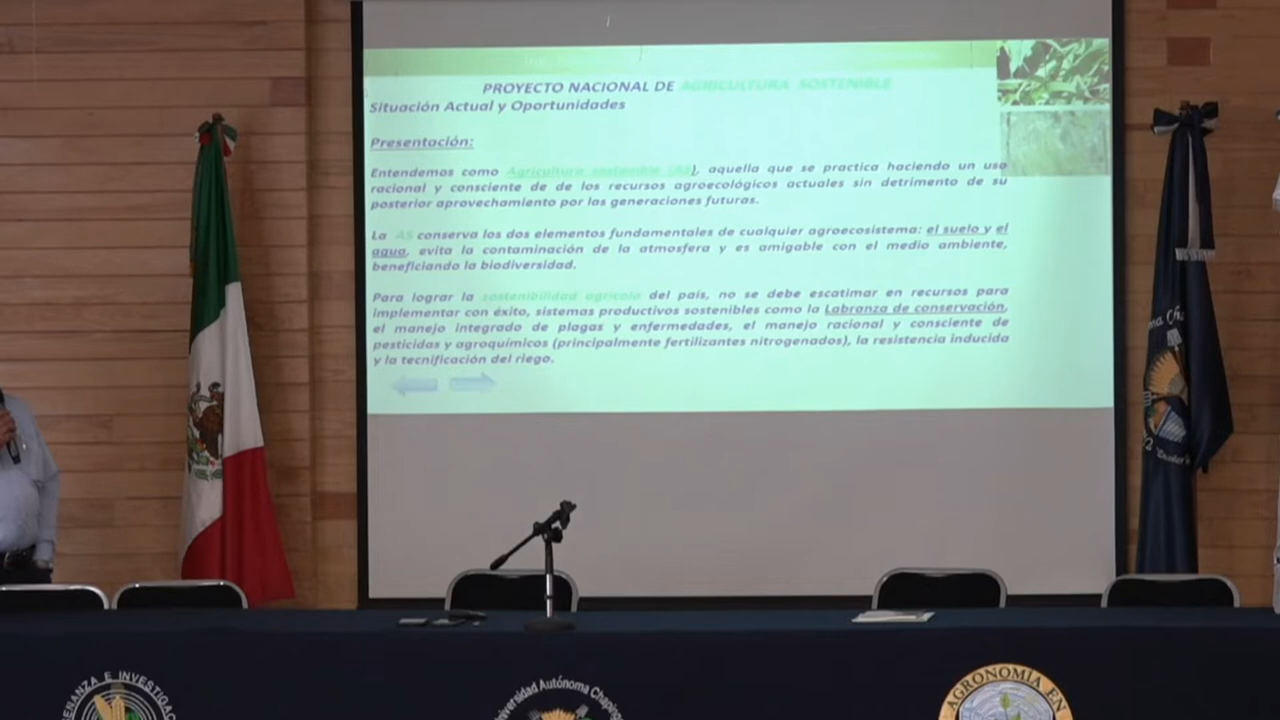 PROYECTO NACIONAL DE AGRICULTURA SOSTENIBLE
Situación Actual y Oportunidades
Presentación:
Entendemos como Agricultura sostenible (AS), aquella que se practica haciendo un uso
racional y consciente de de los recursos agroecológicos actuales sin detrimento de su
posterior aprovechamiento por las generaciones futuras.
La AS conserva los dos elementos fundamentales de cualquier agroecosistema: el suelo y el
agua, evita la contaminación de la atmosfera y es amigable con el medio ambiente,
beneficiando la biodiversidad.
Para lograr la sostenibilidad agrícola del país, no se debe escatimar en recursos para
implementar con éxito, sistemas productivos sostenibles como la Labranza de conservación,
el manejo integrado de plagas y enfermedades, el manejo racional y consciente de
pesticidas y agroquímicos (principalmente fertilizantes nitrogenados), la resistencia inducida
y la tecnificación del riego.
ENANZA E INVESTIGAC
Universidad Autónoma Chaping
AGRONOMÍA EN